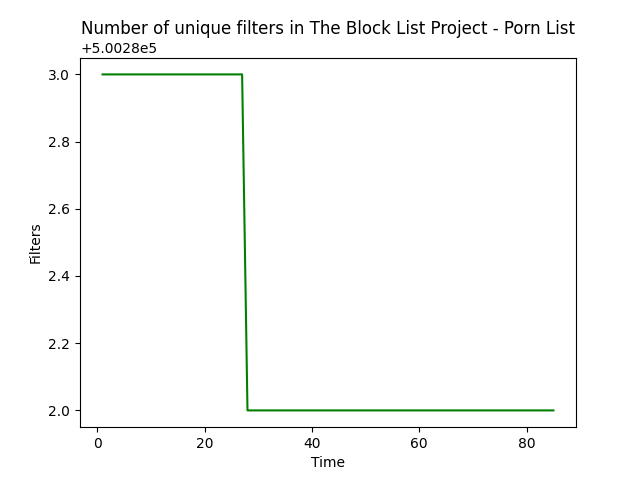 Number of unique filters in The Block List Project - Porn List
+5.0028e5
3.0
2.8
2.6
2.4
2.2
2.0
Filters
0 20 40 60 80
Time